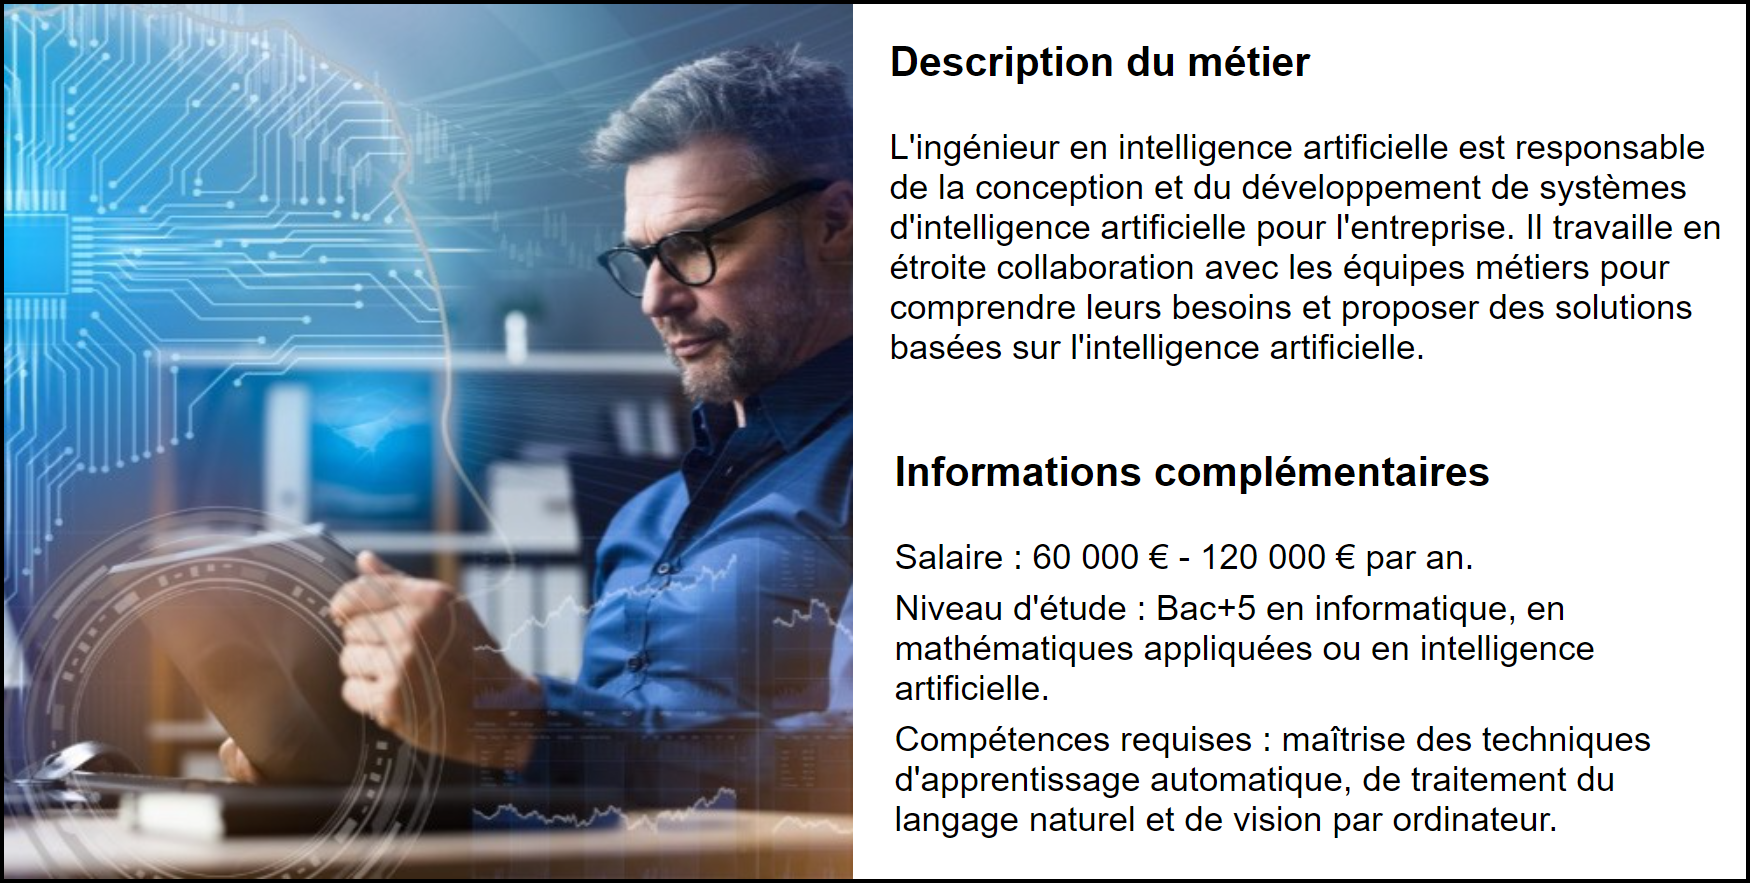 Description du métier
L'ingénieur en intelligence artificielle est responsable
de la conception et du développement de systèmes
d'intelligence artificielle pour l'entreprise. Il travaille en
étroite collaboration avec les équipes métiers pour
comprendre leurs besoins et proposer des solutions
basées sur l'intelligence artificielle.
Informations complémentaires
Salaire : 60 000 € - 120 000 € par an.
Niveau d'étude : Bac+5 en informatique, en
mathématiques appliquées ou en intelligence
artificielle.
Compétences requises : maîtrise des techniques
d'apprentissage automatique, de traitement du
langage naturel et de vision par ordinateur.